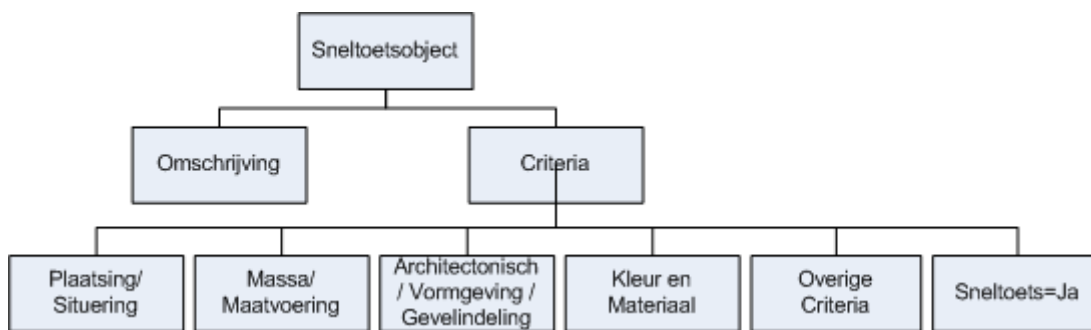 Sneltoetsobject
Omschrijving
Criteria
Plaatsing/
Situering
Massa/
Maatvoering
Architectonisch
/ Vormgeving /
Gevelindeling
Kleur en
Materiaal
Overige
Criteria
Sneltoets=Ja